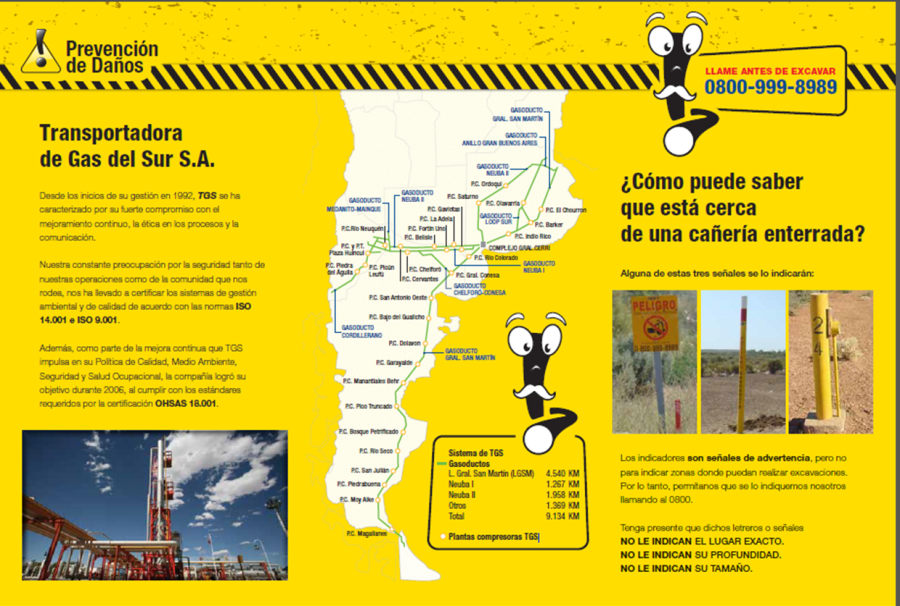 Prevención
de Daños
LLAME ANTES DE EXCAVAR
0800-999-8989
Transportadora
de Gas del Sur S.A.
Desde los inicios de su gestión en 1992, TGS se ha
caracterizado por su fuerte compromiso con el
mejoramiento continuo, la ética en los procesos y la
comunicación.
Nuestra constante preocupación por la seguridad tanto de
nuestras operaciones como de la comunidad que nos
rodea, nos ha llevado a certificar los sistemas de gestión
ambiental y de calidad de acuerdo con las normas ISO
14.001 e ISO 9.001.
Además, como parte de la mejora continua que TGS
impulsa en su Política de Calidad, Medio Ambiente,
Seguridad y Salud Ocupacional, la compañía logró su
objetivo durante 2006, al cumplir con los estándares
requeridos por la certificación OHSAS 18.001.
GASODUCTO
GRAL. SAN MARTÍN
GASODUCTO
ANILLO GRAN BUENOS AIRES
GASODUCTO
NEUBA II
P.C. Ordoqui
GASODUCTO
NEUBA II
P.C. Saturno
P.C. Olavarría
GASODUCTO
MEDANITO-MAINQUE
P.C. Gaviotas
P.C. El Chourron
P.C. La Adela
GASODUCTO
LOOP SUR
P.C. Barker
P.C. Río Neuquén
P.C. Fortín Uno
P.C. Belisle
P.C. Indio Rico
P.C. y P.T.
Plaza Huincul
COMPLEJO GRAL. CERRI
P.C. Río Colorado
P.C. Piedra
del Águila
P.C. Picún
Leufú
P.C. Chelforó
P.C. Cervantes
P.C. Gral. Conesa
GASODUCTO
NEUBA I
GASODUCTO
CHELFORÓ-CONESA
P.C. San Antonio Oeste
P.C. Bajo del Gualicho
GASODUCTO
CORDILLERANO
P.C. Dolavon
GASODUCTO
GRAL. SAN MARTÍN
P.C. Garayalde
P.C. Manantiales Behr
P.C. Pico Truncado
P.C. Bosque Petrificado
P.C. Río Seco
P.C. San Julián
P.C. Piedrabuena
P.C. Moy Aike
P.C. Magallanes
Sistema de TGS
Gasoductos
L. Gral. San Martín (LGSM) 4.540 KM
Neuba I 1.267 KM
Neuba II 1.958 KM
Otros 1.369 KM
Total 9.134 KM
Plantas compresoras TGS
¿Cómo puede saber
que está cerca
de una cañería enterrada?
Alguna de estas tres señales se lo indicarán:
PELIGRO
24
Los indicadores son señales de advertencia, pero no
para indicar zonas donde puedan realizar excavaciones.
Por lo tanto, permítanos que se lo indiquemos nosotros
llamando al 0800.
Tenga presente que dichos letreros o señales
NO LE INDICAN EL LUGAR EXACTO.
NO LE INDICAN SU PROFUNDIDAD.
NO LE INDICAN SU TAMAÑO.